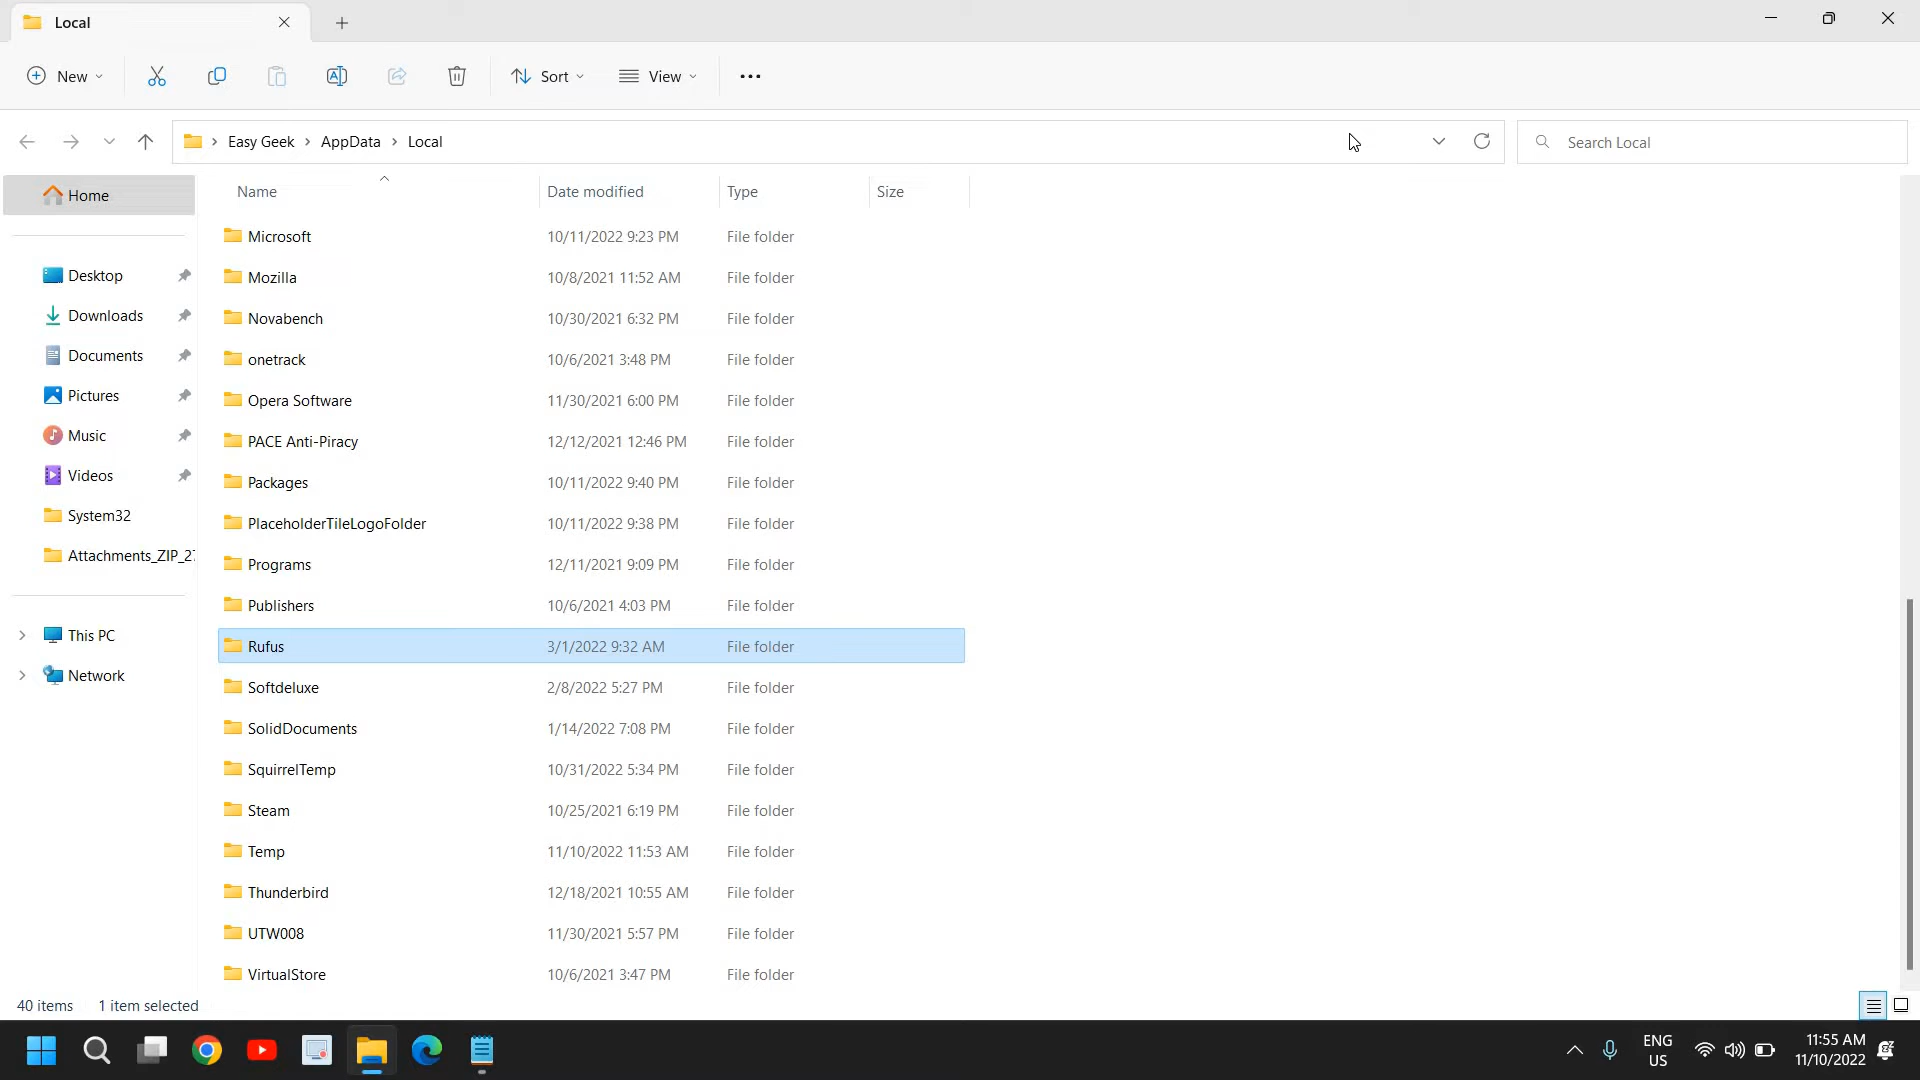 Local
New
Sort
View
Easy Geek > AppData > Local
Search Local
Home
Desktop
Downloads
Documents
Pictures
Music
Videos
System32
Attachments_ZIP_27
This PC
Network
Name Date modified Type Size
Microsoft 10/11/2022 9:23 PM File folder
Mozilla 10/8/2021 11:52 AM File folder
Novabench 10/30/2021 6:32 PM File folder
onetrack 10/6/2021 3:48 PM File folder
Opera Software 11/30/2021 6:00 PM File folder
PACE Anti-Piracy 12/12/2021 12:46 PM File folder
Packages 10/11/2022 9:40 PM File folder
PlaceholderTileLogoFolder 10/11/2022 9:38 PM File folder
Programs 12/11/2021 9:09 PM File folder
Publishers 10/6/2021 4:03 PM File folder
Rufus 3/1/2022 9:32 AM File folder
Softdeluxe 2/8/2022 5:27 PM File folder
SolidDocuments 1/14/2022 7:08 PM File folder
SquirrelTemp 10/31/2022 5:34 PM File folder
Steam 10/25/2021 6:19 PM File folder
Temp 11/10/2022 11:53 AM File folder
Thunderbird 12/18/2021 10:55 AM File folder
UTW008 11/30/2021 5:57 PM File folder
VirtualStore 10/6/2021 3:47 PM File folder
40 items 1 item selected
ENG
US
11:55 AM
11/10/2022